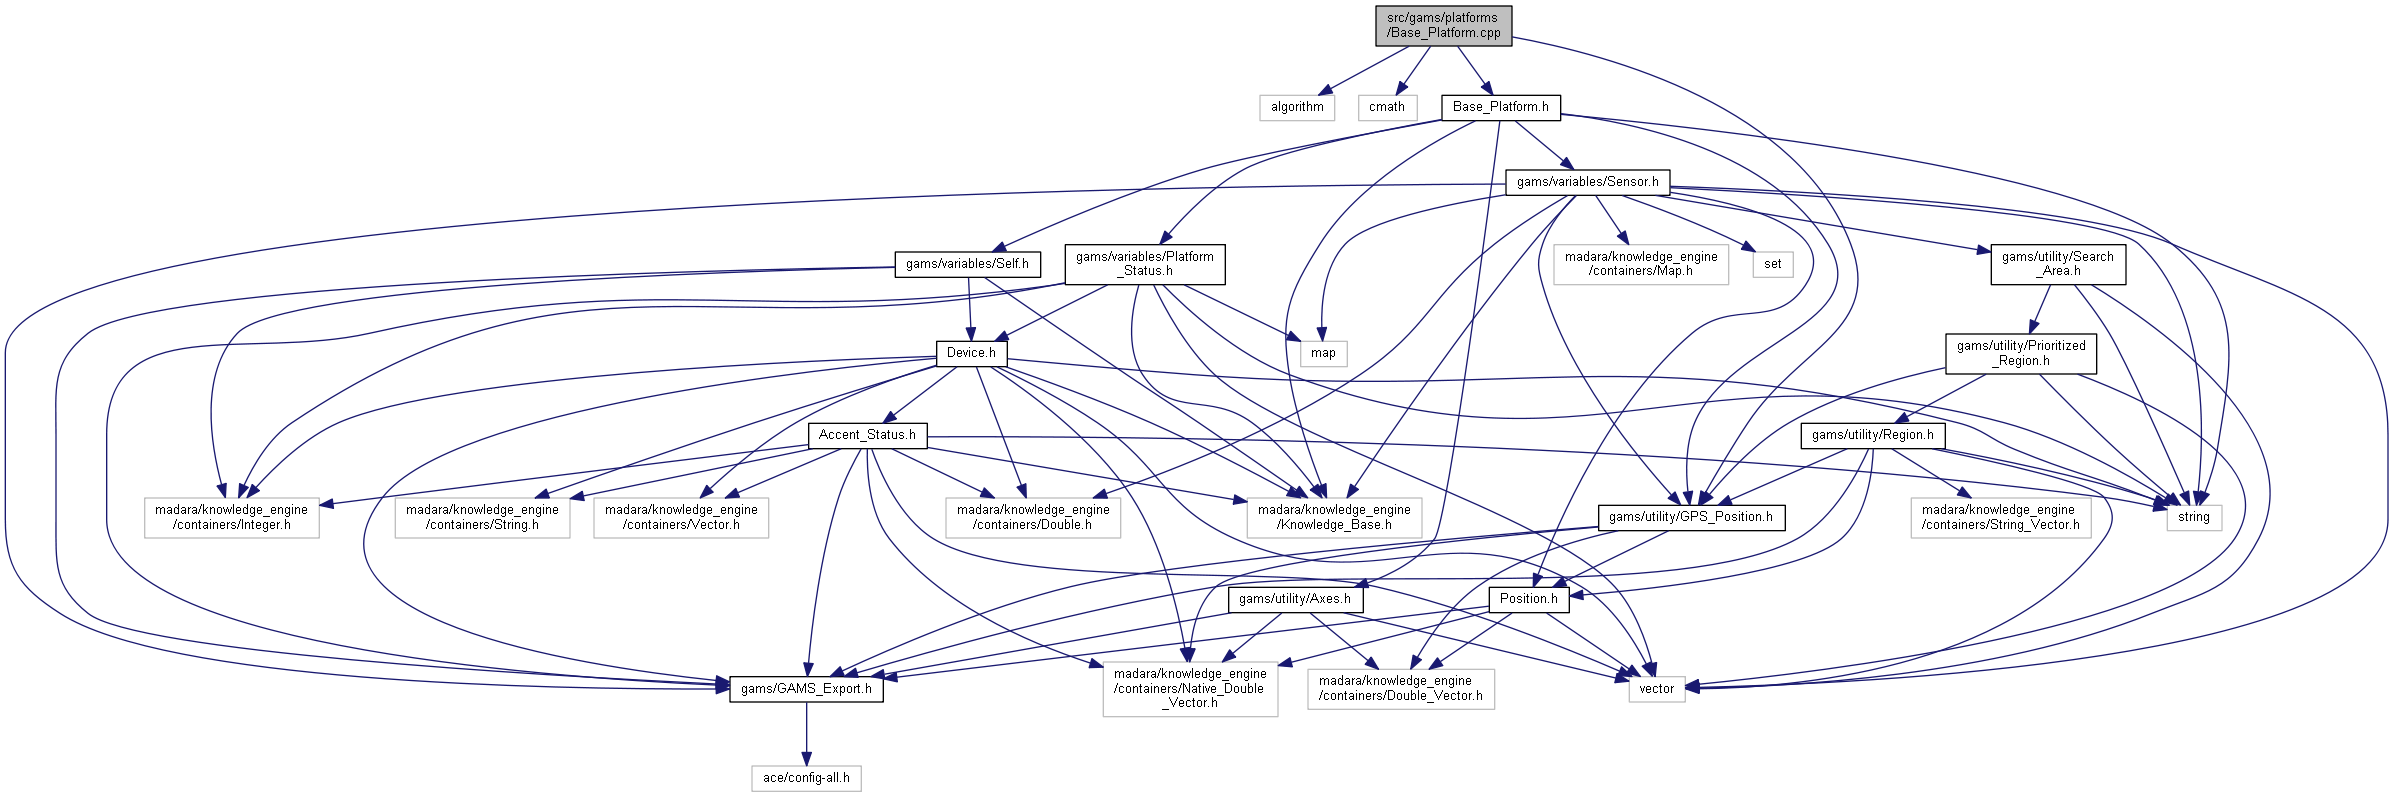 src/gams/platforms
/Base_Platform.cpp
algorithm
cmath
Base_Platform.h
gams/variables/Sensor.h
gams/variables/Self.h
gams/variables/Platform
_Status.h
madara/knowledge_engine
/containers/Map.h
set
gams/utility/Search
_Area.h
Device.h
map
gams/utility/Prioritized
_Region.h
Accent_Status.h
gams/utility/Region.h
madara/knowledge_engine
/containers/Integer.h
madara/knowledge_engine
/containers/String.h
madara/knowledge_engine
/containers/Vector.h
madara/knowledge_engine
/containers/Double.h
madara/knowledge_engine
/Knowledge_Base.h
gams/utility/GPS_Position.h
madara/knowledge_engine
/containers/String_Vector.h
string
gams/utility/Axes.h
Position.h
gams/GAMS_Export.h
madara/knowledge_engine
/containers/Native_Double
_Vector.h
madara/knowledge_engine
/containers/Double_Vector.h
vector
ace/config-all.h